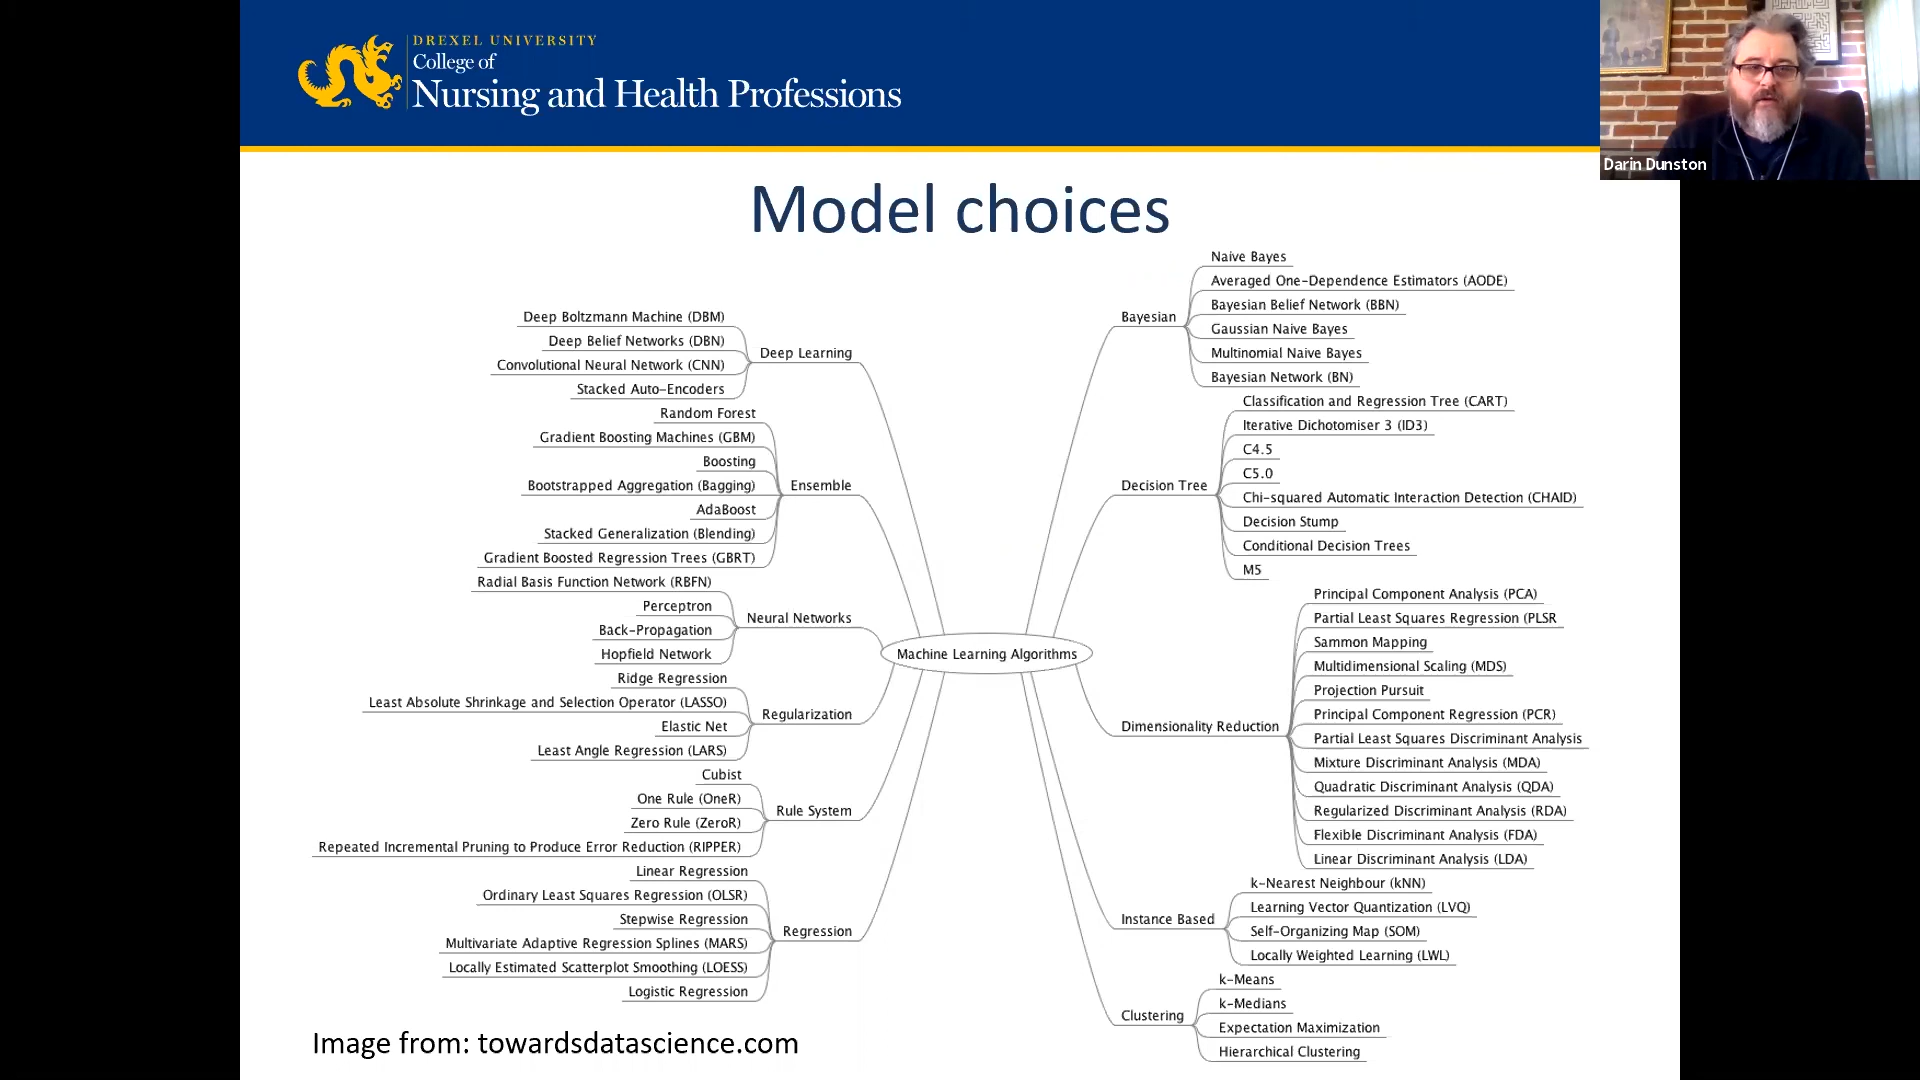 DREXEL UNIVERSITY
College of
Nursing and Health Professions
Darin Dunston
Model choices
Deep Boltzmann Machine (DBM)
Deep Belief Networks (DBN)
Convolutional Neural Network (CNN)
Stacked Auto-Encoders
Deep Learning
Random Forest
Gradient Boosting Machines (GBM)
Boosting
Bootstrapped Aggregation (Bagging)
AdaBoost
Stacked Generalization (Blending)
Gradient Boosted Regression Trees (GBRT)
Ensemble
Radial Basis Function Network (RBFN)
Perceptron
Back-Propagation
Hopfield Network
Neural Networks
Ridge Regression
Least Absolute Shrinkage and Selection Operator (LASSO)
Elastic Net
Least Angle Regression (LARS)
Regularization
Cubist
One Rule (OneR)
Zero Rule (ZeroR)
Repeated Incremental Pruning to Produce Error Reduction (RIPPER)
Rule System
Linear Regression
Ordinary Least Squares Regression (OLSR)
Stepwise Regression
Multivariate Adaptive Regression Splines (MARS)
Locally Estimated Scatterplot Smoothing (LOESS)
Logistic Regression
Regression
Machine Learning Algorithms
Bayesian
Naive Bayes
Averaged One-Dependence Estimators (AODE)
Bayesian Belief Network (BBN)
Gaussian Naive Bayes
Multinomial Naive Bayes
Bayesian Network (BN)
Decision Tree
Classification and Regression Tree (CART)
Iterative Dichotomiser 3 (ID3)
C4.5
C5.0
Chi-squared Automatic Interaction Detection (CHAID)
Decision Stump
Conditional Decision Trees
M5
Dimensionality Reduction
Principal Component Analysis (PCA)
Partial Least Squares Regression (PLSR
Sammon Mapping
Multidimensional Scaling (MDS)
Projection Pursuit
Principal Component Regression (PCR)
Partial Least Squares Discriminant Analysis
Mixture Discriminant Analysis (MDA)
Quadratic Discriminant Analysis (QDA)
Regularized Discriminant Analysis (RDA)
Flexible Discriminant Analysis (FDA)
Linear Discriminant Analysis (LDA)
Instance Based
k-Nearest Neighbour (kNN)
Learning Vector Quantization (LVQ)
Self-Organizing Map (SOM)
Locally Weighted Learning (LWL)
Clustering
k-Means
k-Medians
Expectation Maximization
Hierarchical Clustering
Image from: towardsdatascience.com